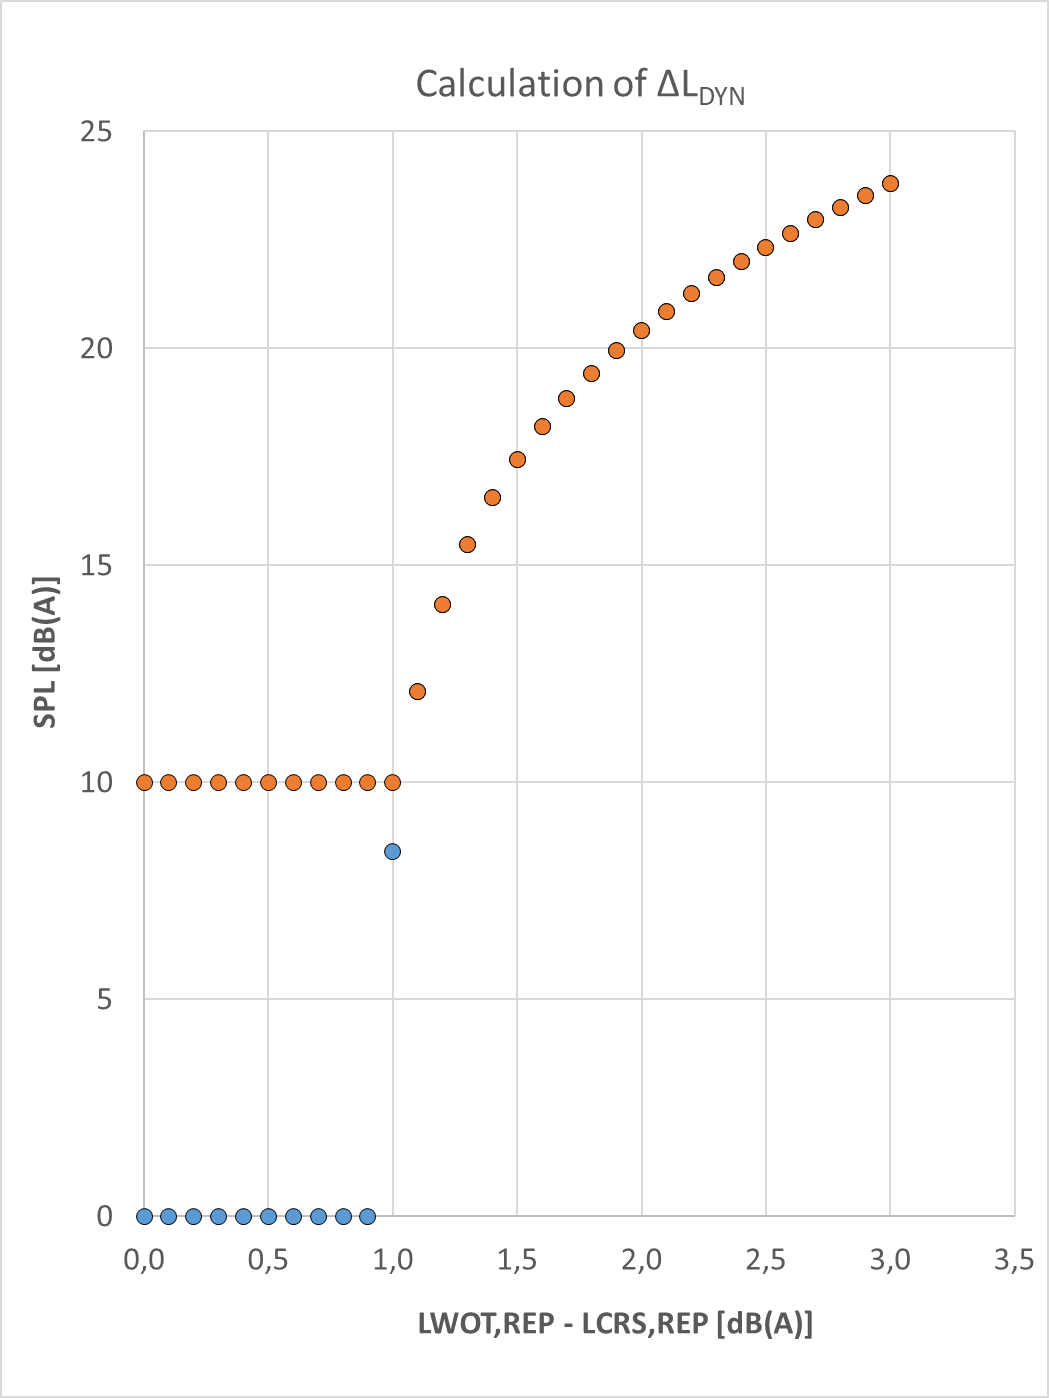 Calculation of ΔLDYN
25
20
15
10
5
0
SPL [dB(A)]
0,0 0,5 1,0 1,5 2,0 2,5 3,0 3,5
LWOT,REP - LCRS,REP [dB(A)]